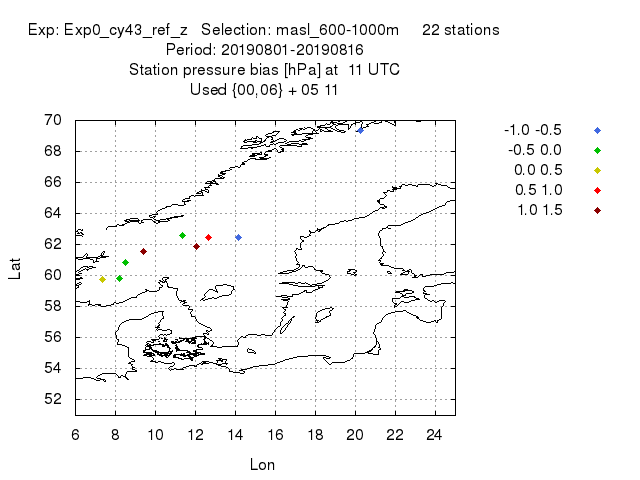 Exp: Exp0_cy43_ref_z   Selection: masl_600-1000m     22 stations
Period: 20190801-20190816
Station pressure bias [hPa] at  11 UTC
Used {00,06} + 05 11
-1.0 -0.5
-0.5 0.0
0.0 0.5
0.5 1.0
1.0 1.5
70
68
66
64
62
60
58
56
54
52
Lat
6 8 10 12 14 16 18 20 22 24
Lon